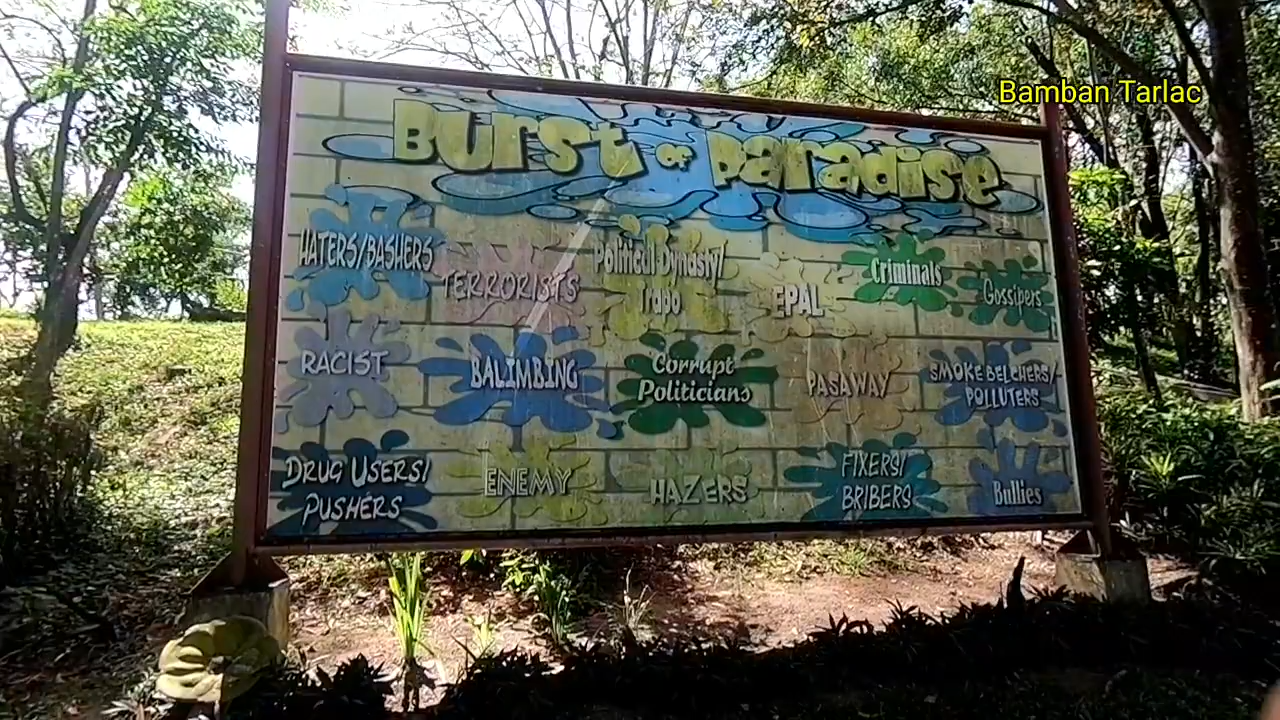 Bamban Tarlac
Burst of Paradise
HATERS/BASHERS
TERRORISTS
Political Dynasty/
Trapo
EPAL
Criminals
Gossipers
RACIST
BALIMBING
Corrupt
Politicians
PASAWAY
SMOKE BELCHERS/
POLLUTERS
DRUG USERS/
PUSHERS
ENEMY
HAZERS
FIXERS/
BRIBERS
Bullies